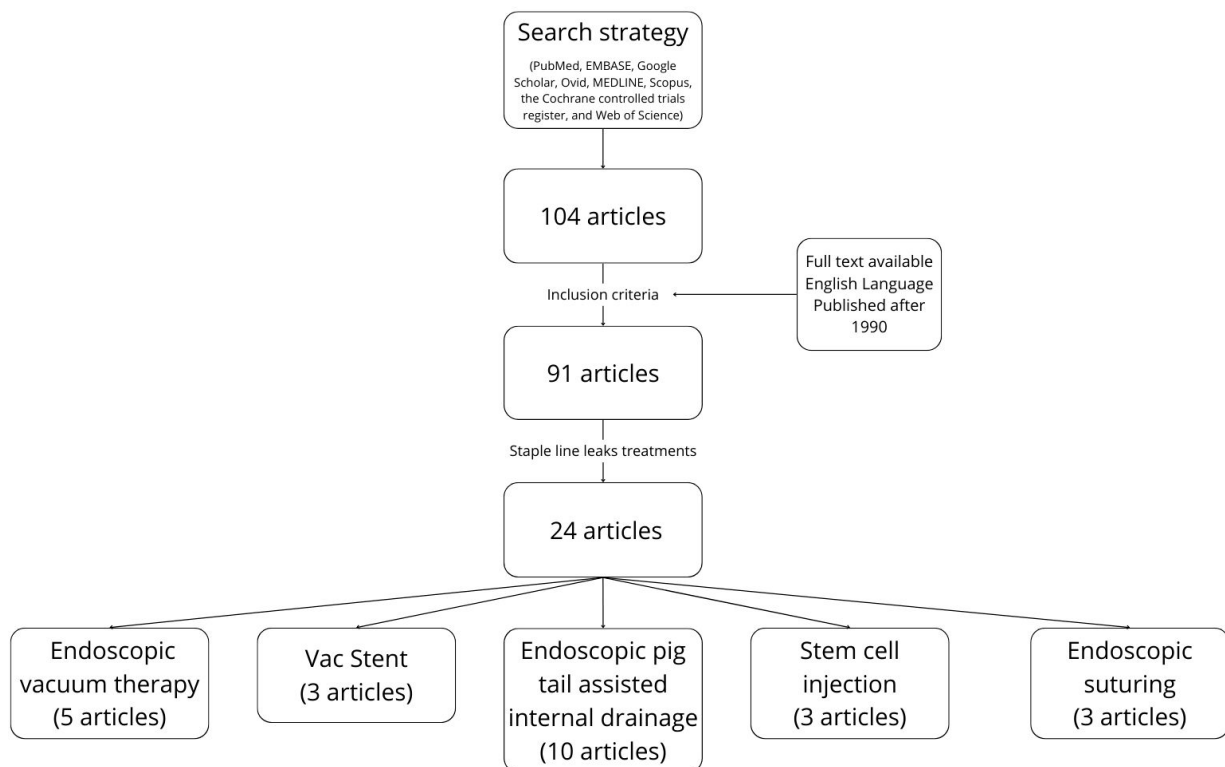 Search strategy
(PubMed, EMBASE, Google
Scholar, Ovid, MEDLINE, Scopus,
the Cochrane controlled trials
register, and Web of Science)
104 articles
Full text available
English Language
Published after
1990
Inclusion criteria
91 articles
Staple line leaks treatments
24 articles
Endoscopic
vacuum therapy
(5 articles)
Vac Stent
(3 articles)
Endoscopic pig
tail assisted
internal drainage
(10 articles)
Stem cell
injection
(3 articles)
Endoscopic
suturing
(3 articles)